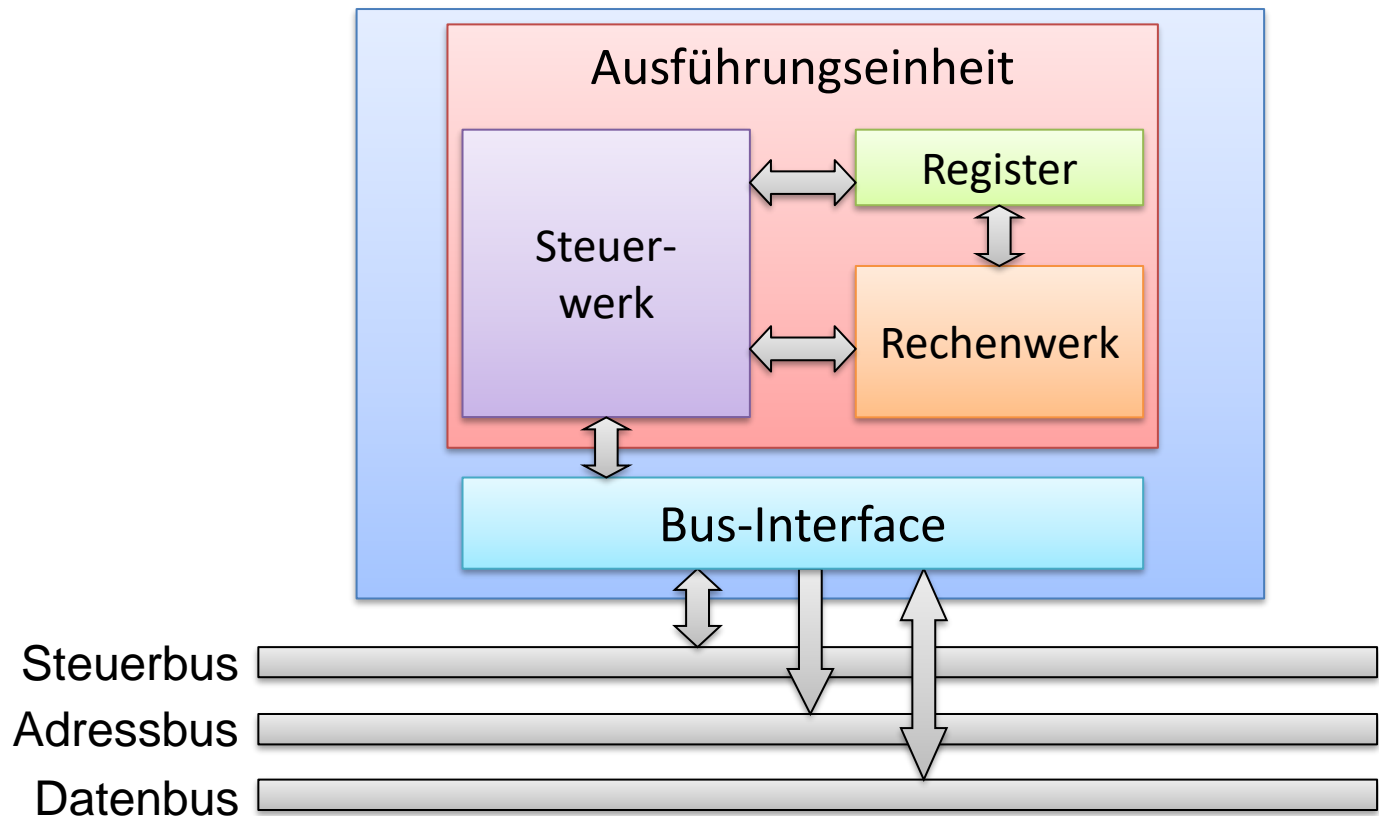 Ausführungseinheit
Steuer-
werk
Register
Rechenwerk
Bus-Interface
Steuerbus
Adressbus
Datenbus